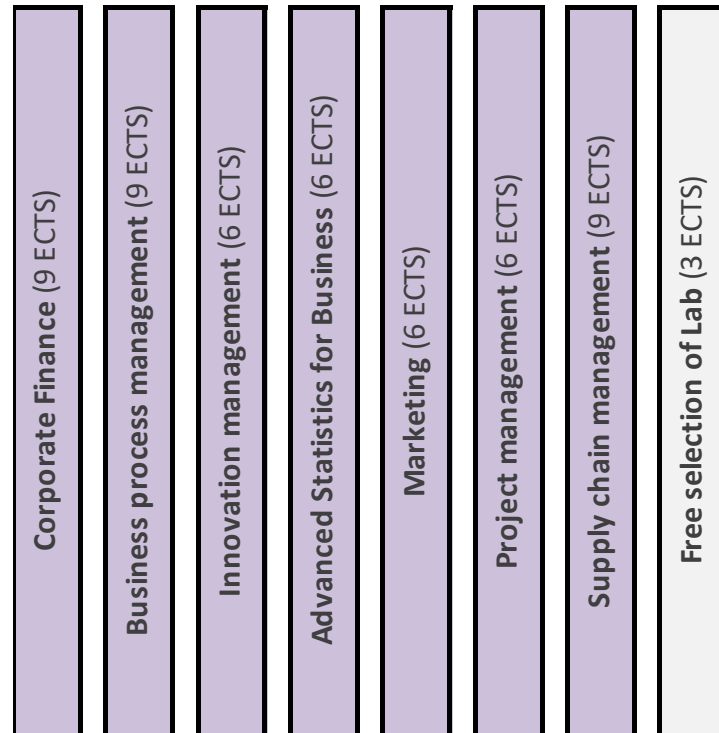 Corporate Finance (9 ECTS)
Business process management (9 ECTS)
Innovation management (6 ECTS)
Advanced Statistics for Business (6 ECTS)
Marketing (6 ECTS)
Project management (6 ECTS)
Supply chain management (9 ECTS)
Free selection of Lab (3 ECTS)